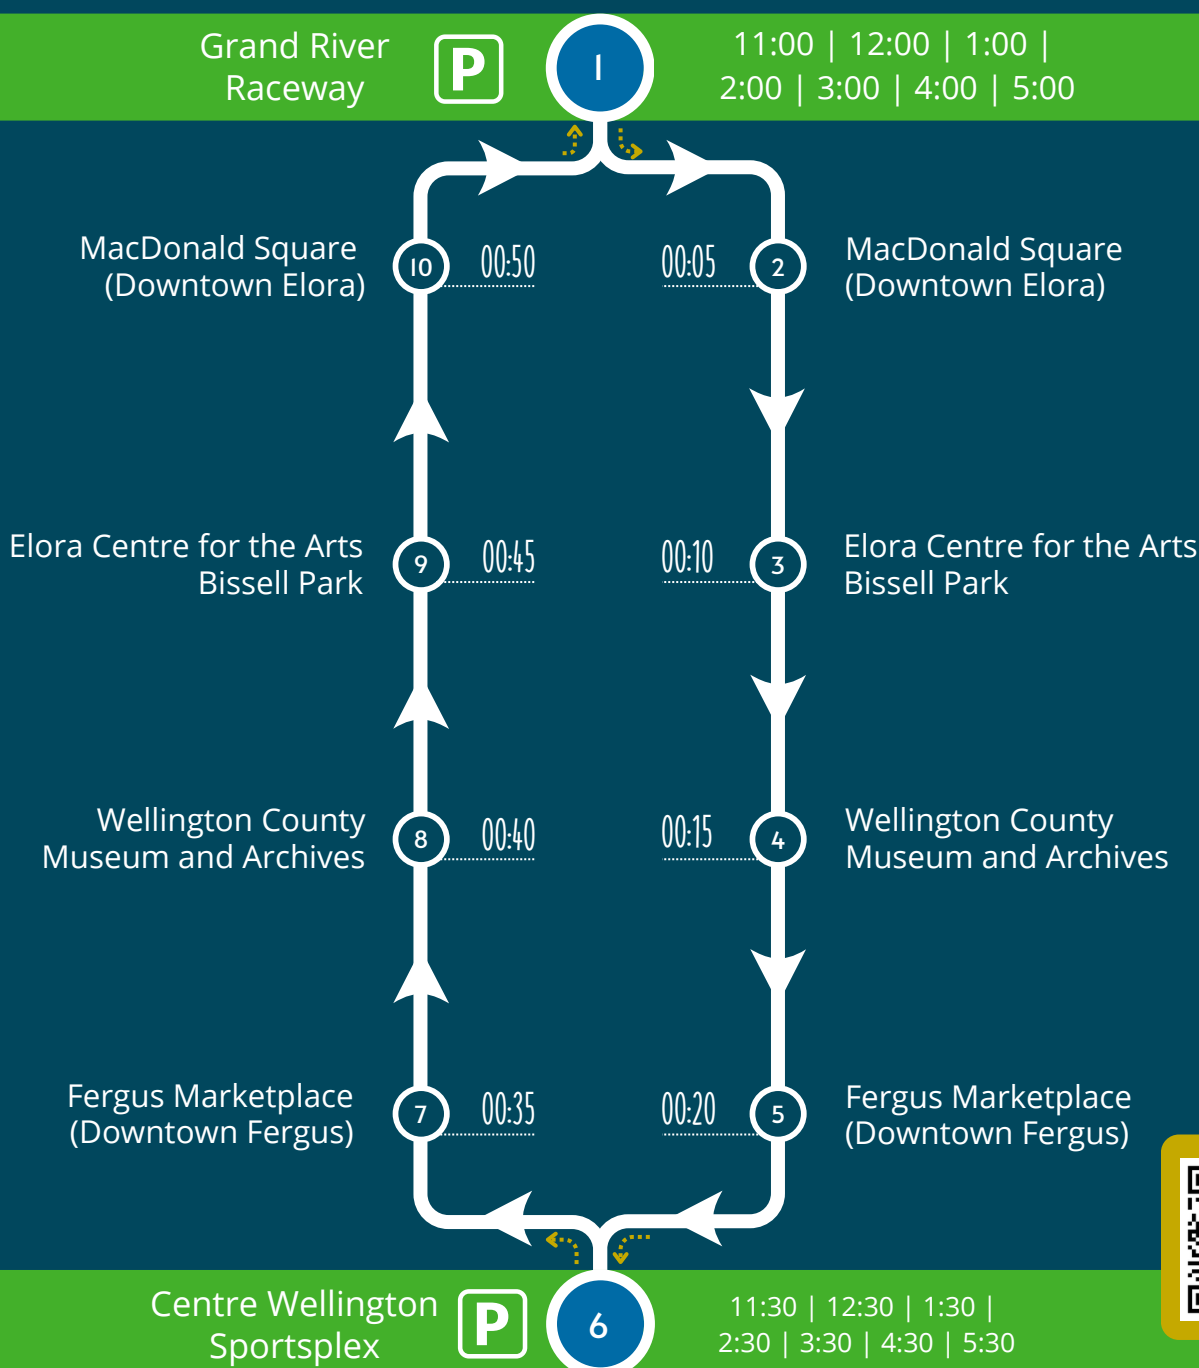 Grand River
Raceway
P
1
11:00 | 12:00 | 1:00 |
2:00 | 3:00 | 4:00 | 5:00
MacDonald Square
(Downtown Elora)
10
00:50
00:05
2
MacDonald Square
(Downtown Elora)
Elora Centre for the Arts
Bissell Park
9
00:45
00:10
3
Elora Centre for the Arts
Bissell Park
Wellington County
Museum and Archives
8
00:40
00:15
4
Wellington County
Museum and Archives
Fergus Marketplace
(Downtown Fergus)
7
00:35
00:20
5
Fergus Marketplace
(Downtown Fergus)
Centre Wellington
Sportsplex
P
6
11:30 | 12:30 | 1:30 |
2:30 | 3:30 | 4:30 | 5:30